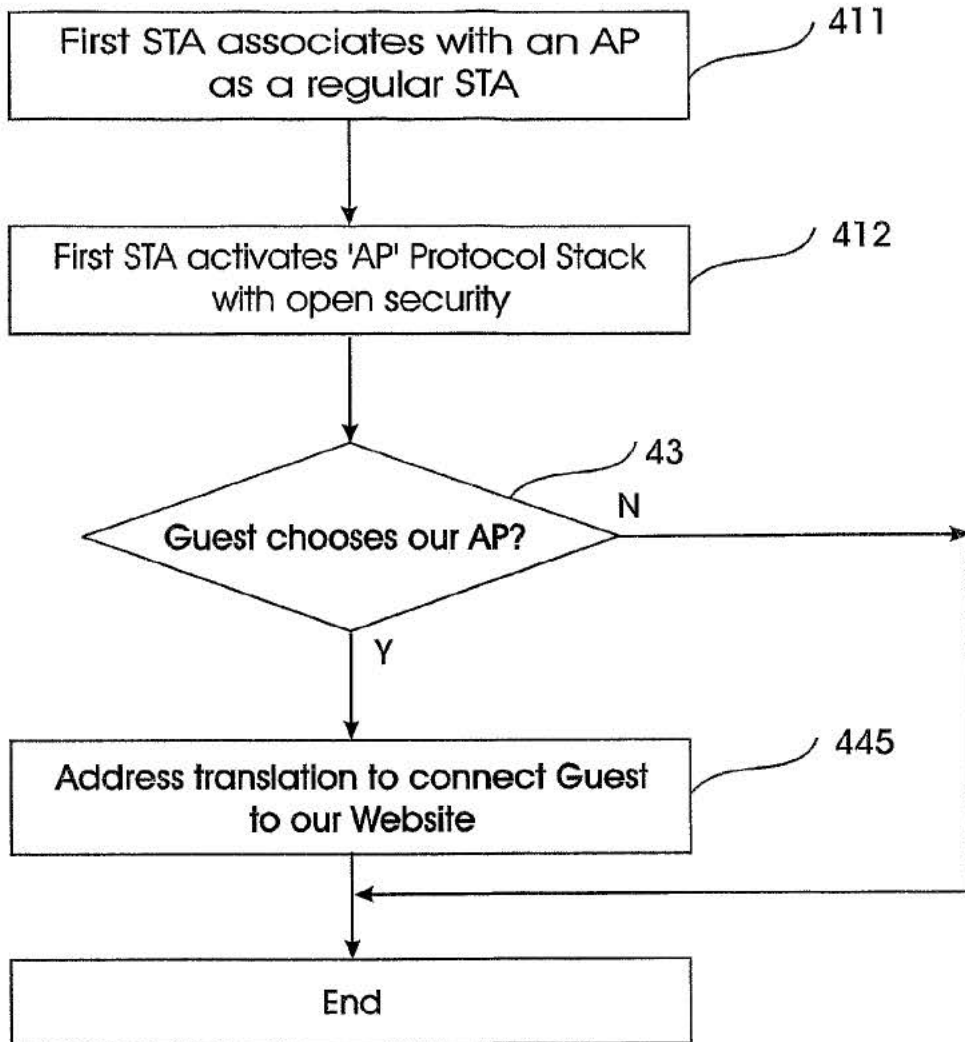 First STA associates with an AP
as a regular STA
411
First STA activates 'AP' Protocol Stack
with open security
412
43
Guest chooses our AP?
N
Y
Address translation to connect Guest
to our Website
445
End